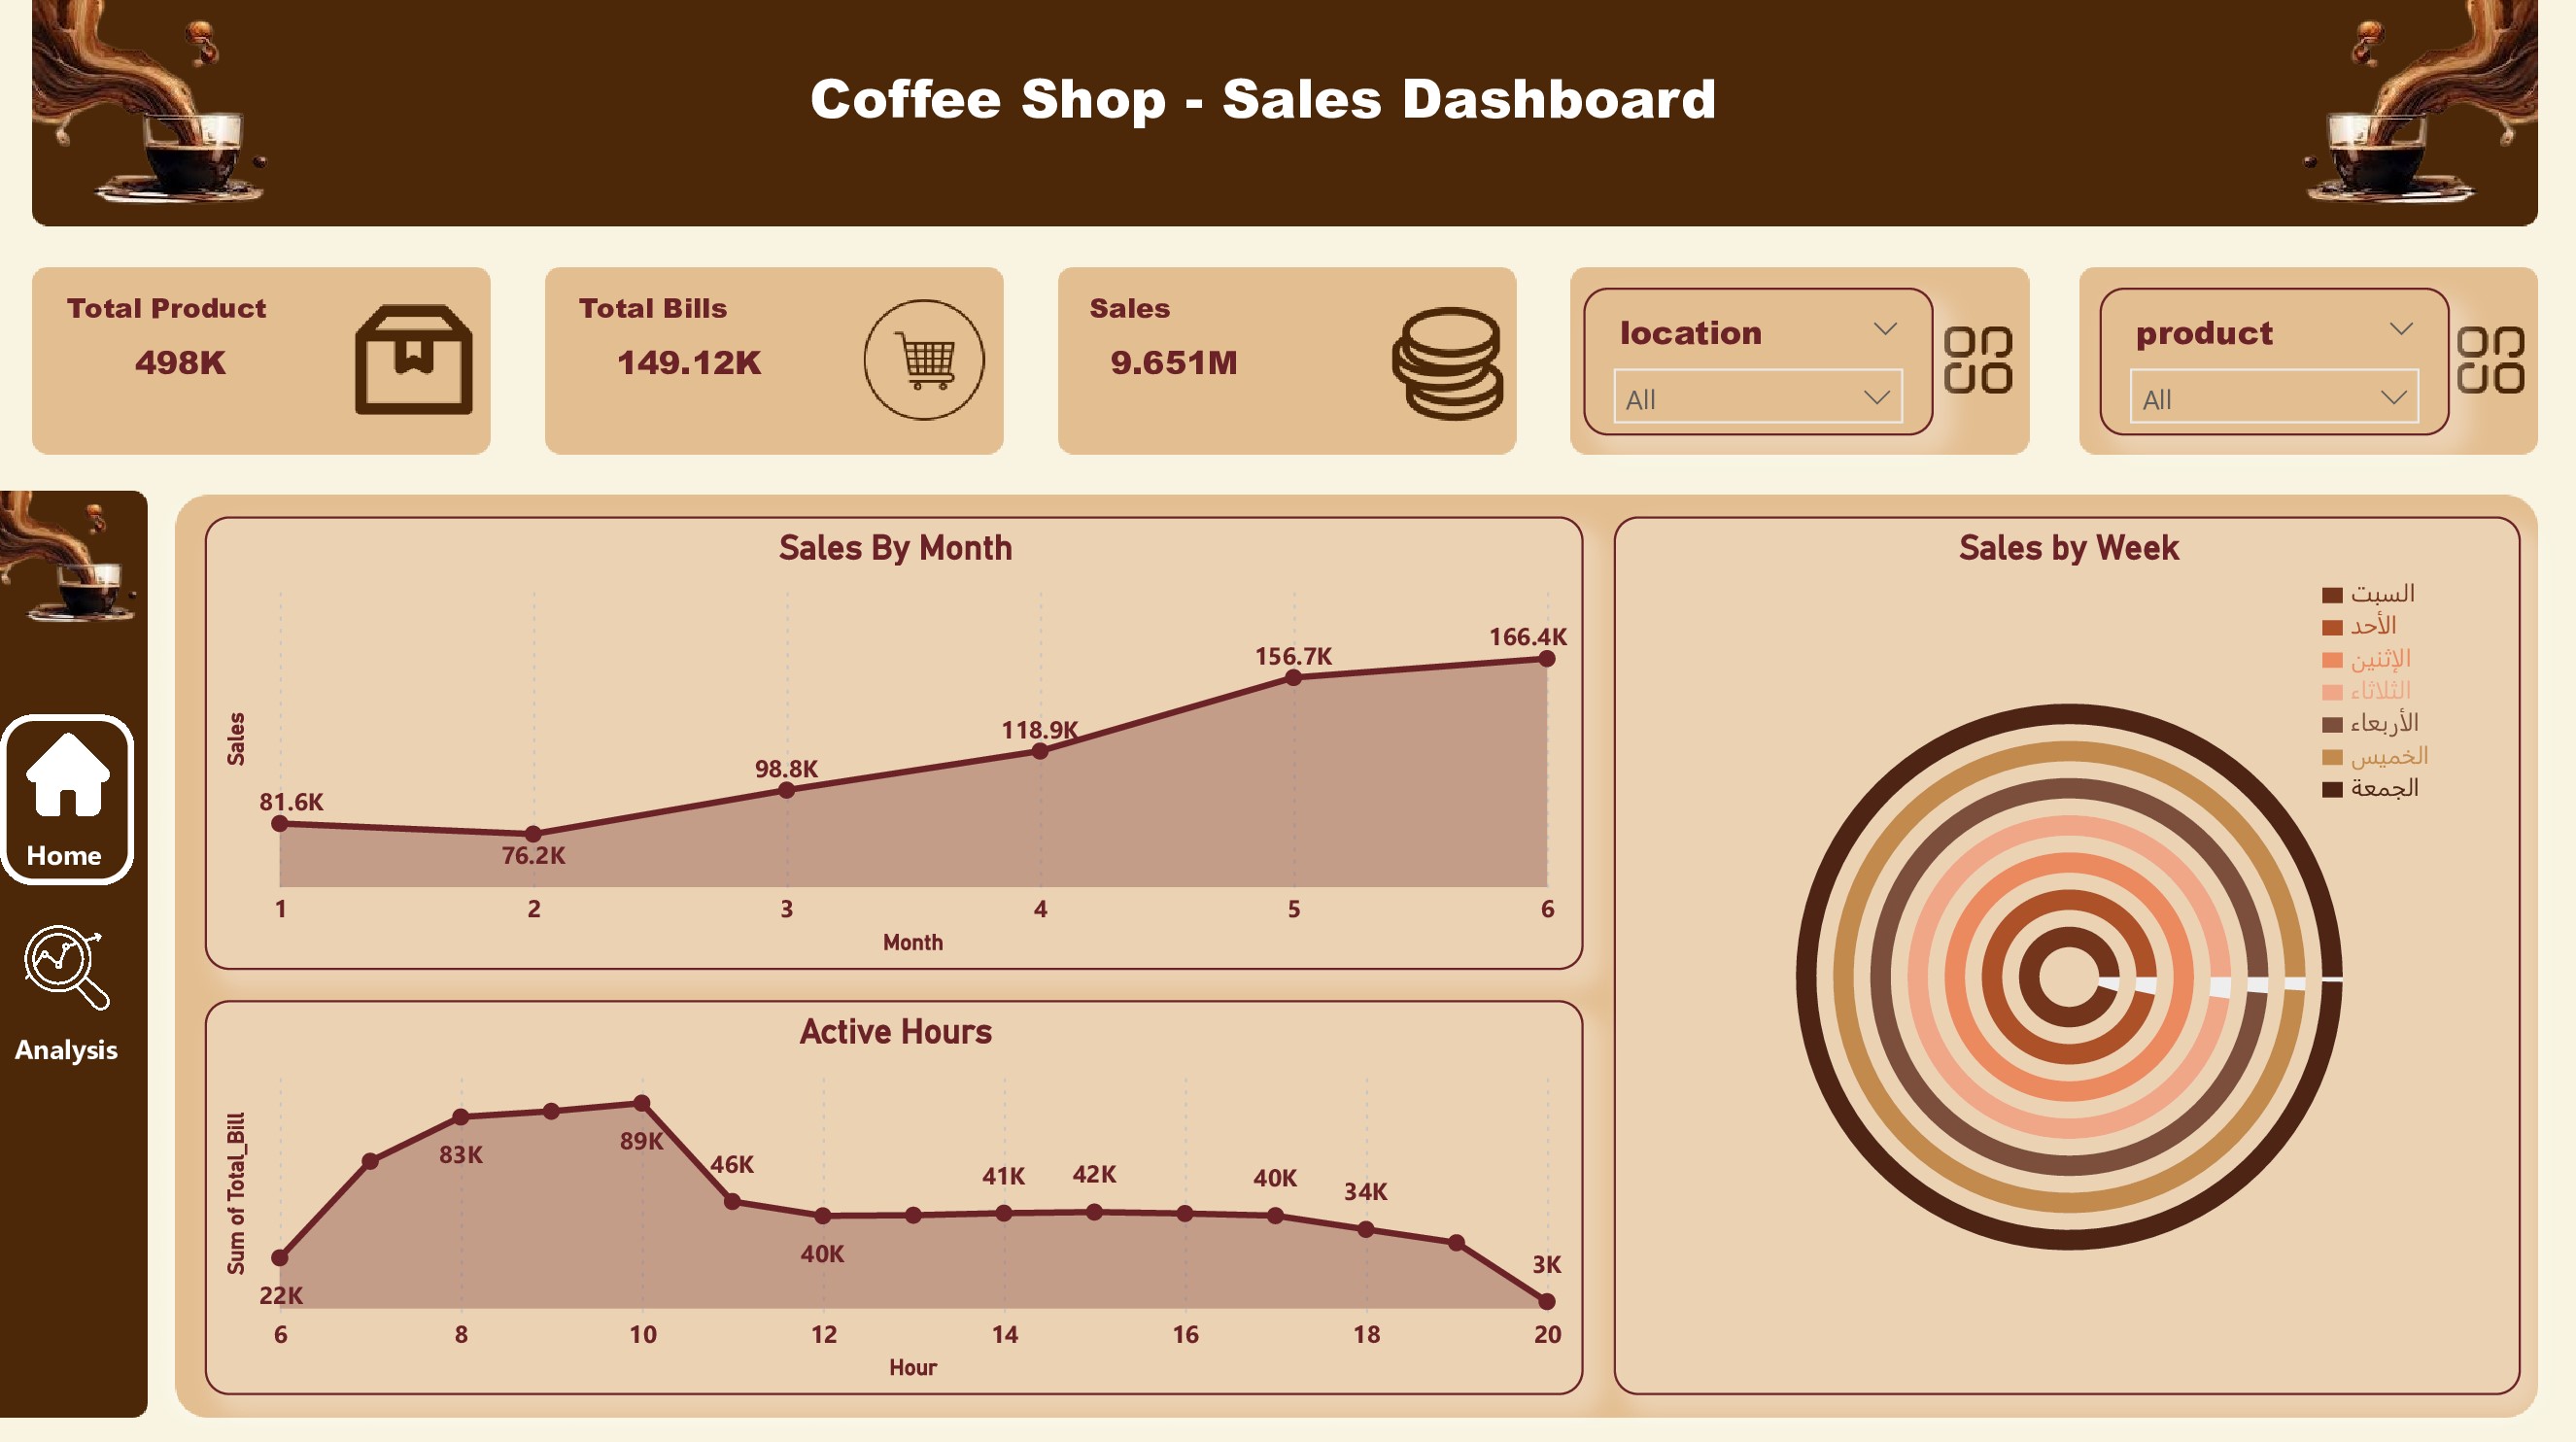 Coffee Shop - Sales Dashboard
Total Product
498K
Total Bills
149.12K
Sales
9.651M
location
All
product
All
Home
Analysis
Sales By Month
Sales
81.6K
76.2K
98.8K
118.9K
156.7K
166.4K
1 2 3 4 5 6
Month
Active Hours
Sum of Total_Bill
22K
83K
89K
46K
40K
41K
42K
40K
34K
3K
6 8 10 12 14 16 18 20
Hour
Sales by Week
السبت
الأحد
الإثنين
الثلاثاء
الأربعاء
الخميس
الجمعة